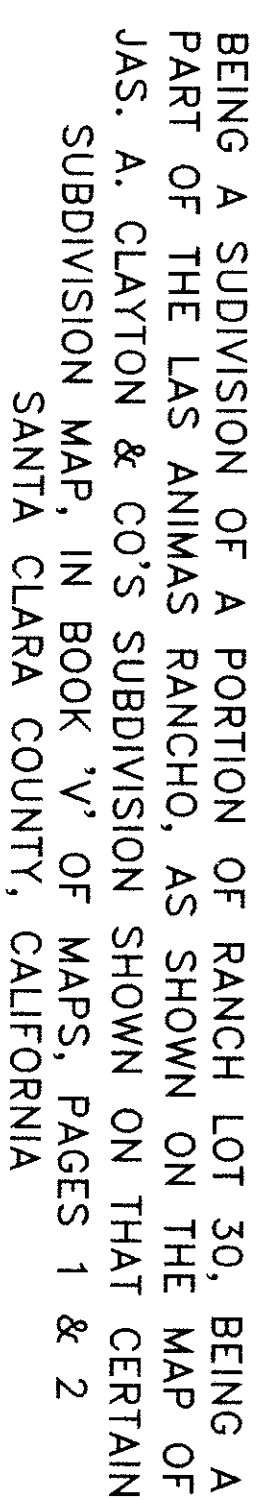 BEING A SUDIVISION OF A PORTION OF RANCH LOT 30, BEING A
PART OF THE LAS ANIMAS RANCHO, AS SHOWN ON THE MAP OF
JAS. A. CLAYTON & CO'S SUBDIVISION SHOWN ON THAT CERTAIN
SUBDIVISION MAP, IN BOOK 'V' OF MAPS, PAGES 1 & 2
SANTA CLARA COUNTY, CALIFORNIA